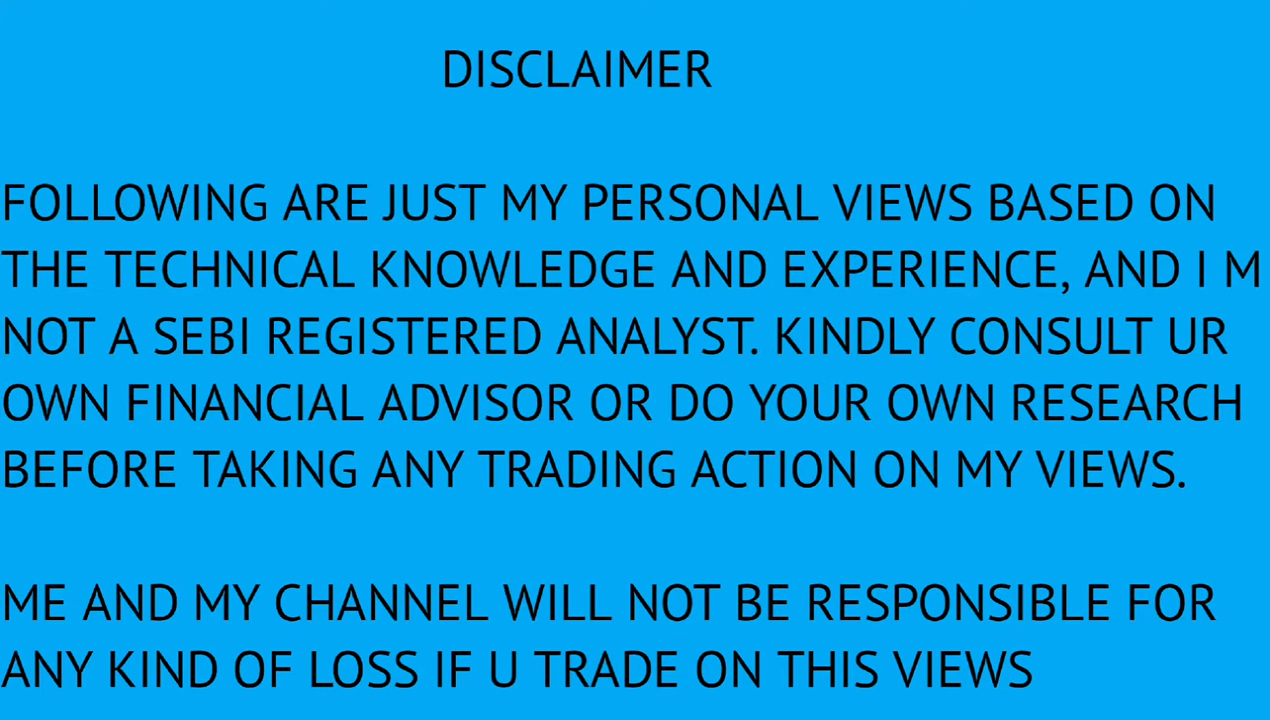 DISCLAIMER
FOLLOWING ARE JUST MY PERSONAL VIEWS BASED ON
THE TECHNICAL KNOWLEDGE AND EXPERIENCE, AND I M
NOT A SEBI REGISTERED ANALYST. KINDLY CONSULT UR
OWN FINANCIAL ADVISOR OR DO YOUR OWN RESEARCH
BEFORE TAKING ANY TRADING ACTION ON MY VIEWS.
ME AND MY CHANNEL WILL NOT BE RESPONSIBLE FOR
ANY KIND OF LOSS IF U TRADE ON THIS VIEWS